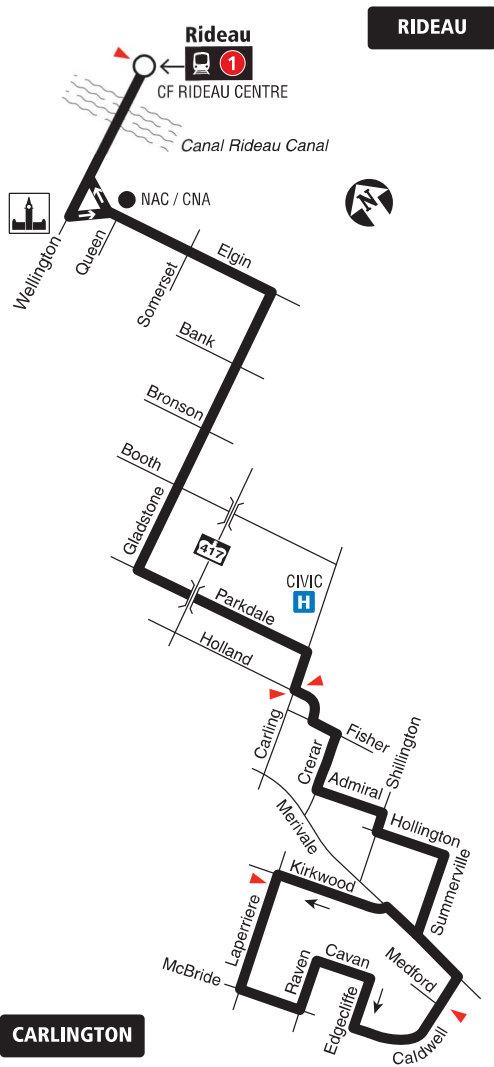 RIDEAU
Rideau
1
CF RIDEAU CENTRE
Canal Rideau Canal
NAC / CNA
N
Wellington
Queen
Somerset
Elgin
Bank
Bronson
Booth
Gladstone
417
CIVIC
H
Parkdale
Holland
Carling
Fisher
Shillington
Crerar
Admiral
Hollington
Merivale
Summerville
Kirkwood
Laperriere
Medford
McBride
Raven
Cavan
Edgecliffe
Caldwell
CARLINGTON